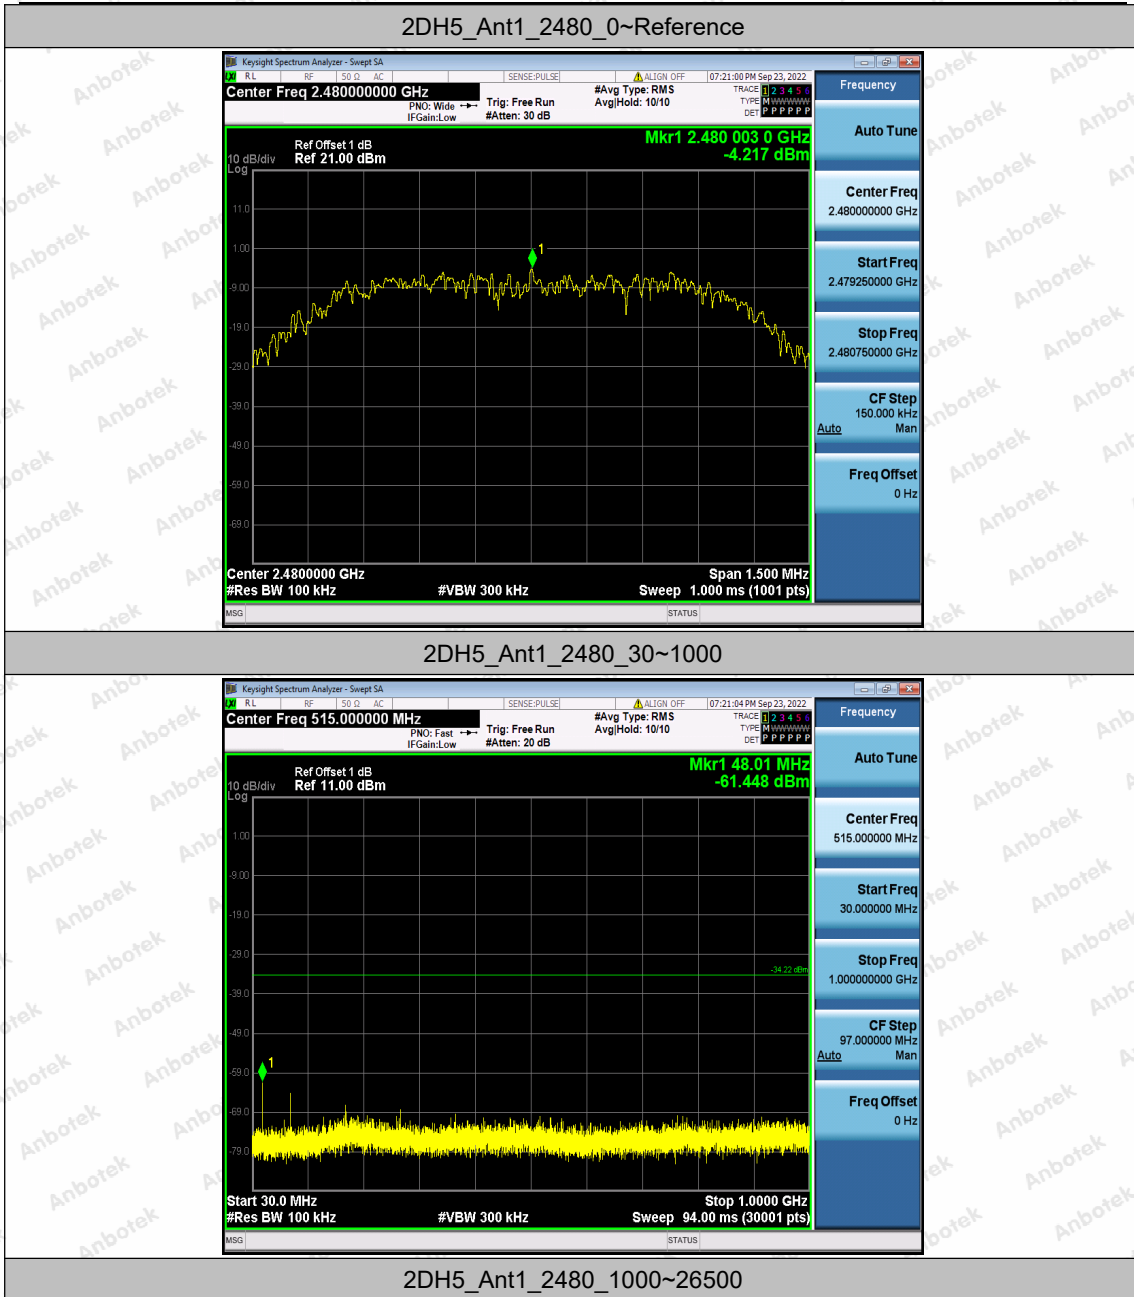 2DH5_Ant1_2480_0~Reference
Keysight Spectrum Analyzer - Swept SA
LXI RL RF 50 Ω AC SENSE:PULSE ALIGN OFF 07:21:00 PM Sep 23, 2022
Center Freq 2.480000000 GHz
PNO: Wide
IFGain:Low
Trig: Free Run
#Atten: 30 dB
#Avg Type: RMS
Avg|Hold: 10/10
TRACE 1 2 3 4 5 6
TYPE M W W W W W
DET P P P P P P
Ref Offset 1 dB
Ref 21.00 dBm
10 dB/div
Log
Mkr1 2.480 003 0 GHz
-4.217 dBm
11.0
1.00
-9.00
-19.0
-29.0
-39.0
-49.0
-59.0
-69.0
1
Center 2.4800000 GHz
Span 1.500 MHz
#Res BW 100 kHz
#VBW 300 kHz
Sweep 1.000 ms (1001 pts)
MSG
STATUS
Frequency
Auto Tune
Center Freq
2.480000000 GHz
Start Freq
2.479250000 GHz
Stop Freq
2.480750000 GHz
CF Step
150.000 kHz
Auto Man
Freq Offset
0 Hz
2DH5_Ant1_2480_30~1000
Keysight Spectrum Analyzer - Swept SA
LXI RL RF 50 Ω AC SENSE:PULSE ALIGN OFF 07:21:04 PM Sep 23, 2022
Center Freq 515.000000 MHz
PNO: Fast
IFGain:Low
Trig: Free Run
#Atten: 20 dB
#Avg Type: RMS
Avg|Hold: 10/10
TRACE 1 2 3 4 5 6
TYPE M W W W W W
DET P P P P P P
Ref Offset 1 dB
Ref 11.00 dBm
10 dB/div
Log
Mkr1 48.01 MHz
-61.448 dBm
1.00
-9.00
-19.0
-29.0
-39.0
-49.0
-59.0
-69.0
-79.0
-34.22 dBm
1
Start 30.0 MHz
Stop 1.0000 GHz
#Res BW 100 kHz
#VBW 300 kHz
Sweep 94.00 ms (30001 pts)
MSG
STATUS
Frequency
Auto Tune
Center Freq
515.000000 MHz
Start Freq
30.000000 MHz
Stop Freq
1.000000000 GHz
CF Step
97.000000 MHz
Auto Man
Freq Offset
0 Hz
2DH5_Ant1_2480_1000~26500
Anbotek